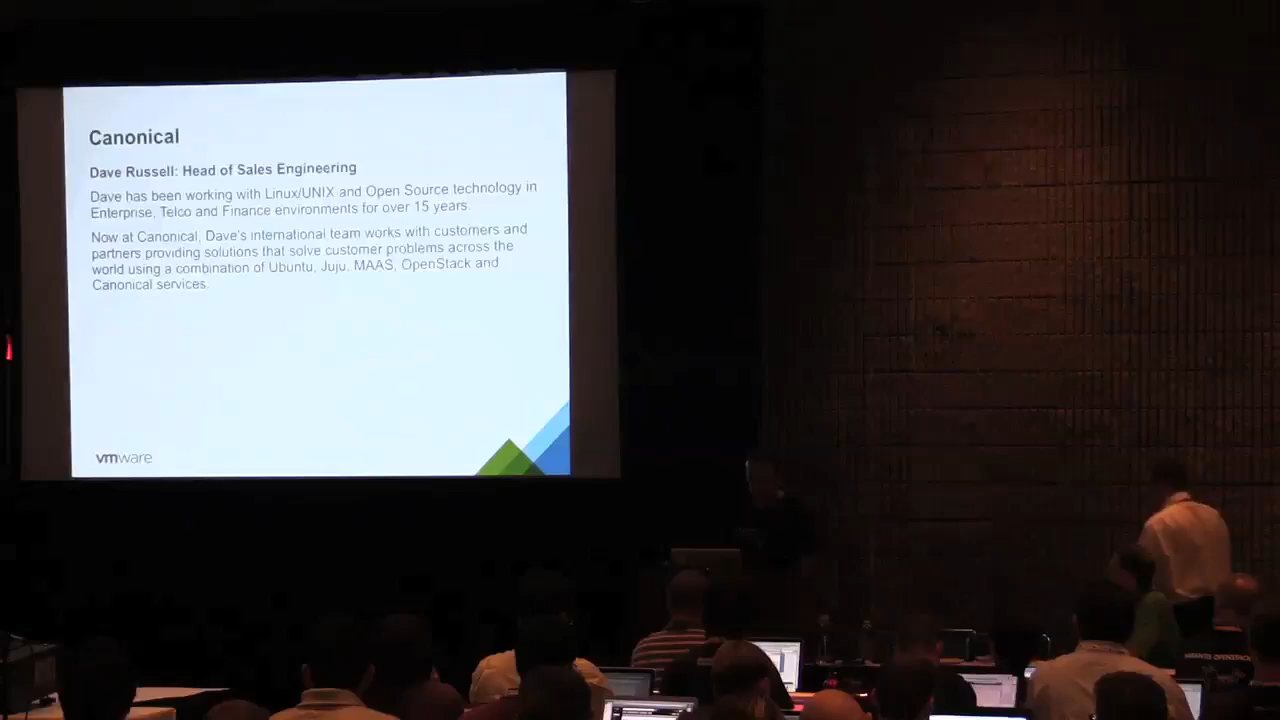 Canonical
Dave Russell: Head of Sales Engineering
Dave has been working with Linux/UNIX and Open Source technology in
Enterprise, Telco and Finance environments for over 15 years.
Now at Canonical, Dave's international team works with customers and
partners providing solutions that solve customer problems across the
world using a combination of Ubuntu, Juju, MAAS, OpenStack and
Canonical services.
vmware
MIRANTIS OPENSTACK